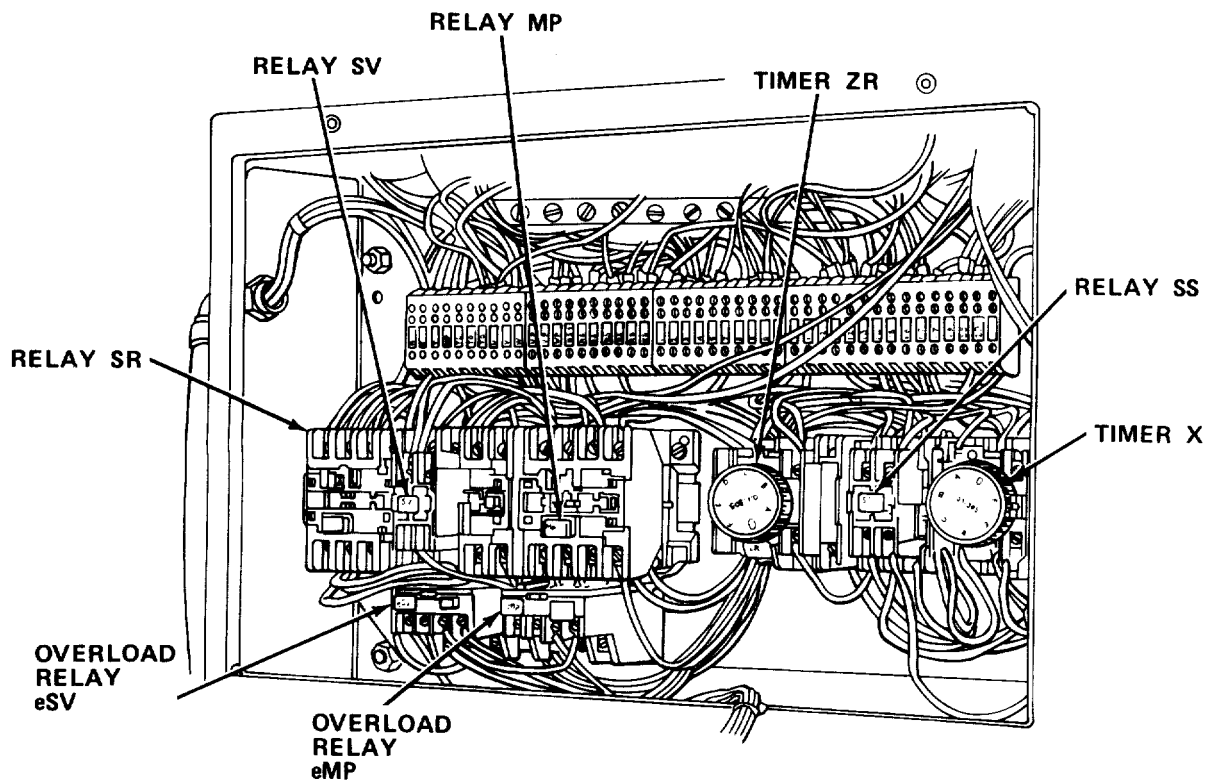 RELAY MP
RELAY SV
TIMER ZR
RELAY SS
RELAY SR
TIMER X
OVERLOAD
RELAY
eSV
OVERLOAD
RELAY
eMP